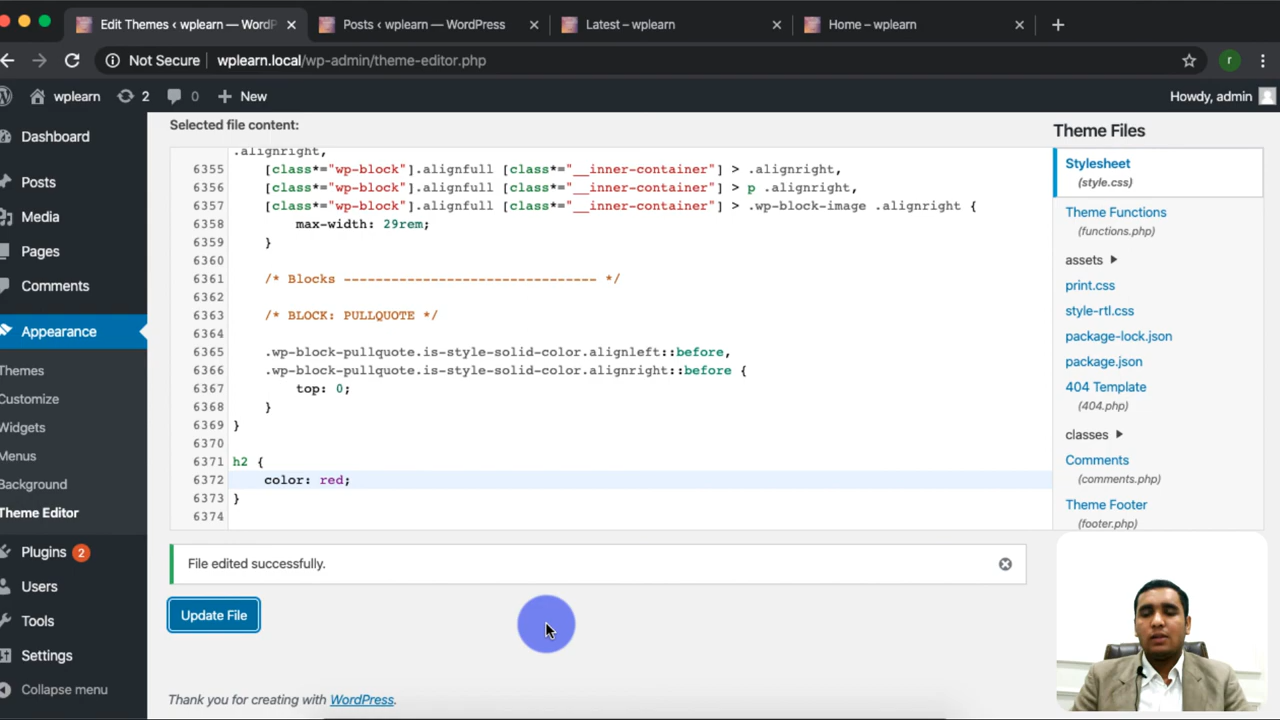 Edit Themes ‹ wplearn — WordP
Posts ‹ wplearn — WordPress
Latest – wplearn
Home – wplearn
Not Secure
wplearn.local/wp-admin/theme-editor.php
r
wplearn
2
0
New
Howdy, admin
Dashboard
Posts
Media
Pages
Comments
Appearance
Themes
Customize
Widgets
Menus
Background
Theme Editor
Plugins 2
Users
Tools
Settings
Collapse menu
Selected file content:
.alignright,
6355 [class*="wp-block"].alignfull [class*="__inner-container"] > .alignright,
6356 [class*="wp-block"].alignfull [class*="__inner-container"] > p .alignright,
6357 [class*="wp-block"].alignfull [class*="__inner-container"] > .wp-block-image .alignright {
6358 max-width: 29rem;
6359 }
6360
6361 /* Blocks --------------------------------- */
6362
6363 /* BLOCK: PULLQUOTE */
6364
6365 .wp-block-pullquote.is-style-solid-color.alignleft::before,
6366 .wp-block-pullquote.is-style-solid-color.alignright::before {
6367 top: 0;
6368 }
6369 }
6370
6371 h2 {
6372 color: red;
6373 }
6374
File edited successfully.
Update File
Thank you for creating with WordPress.
Theme Files
Stylesheet
(style.css)
Theme Functions
(functions.php)
assets
print.css
style-rtl.css
package-lock.json
package.json
404 Template
(404.php)
classes
Comments
(comments.php)
Theme Footer
(footer.php)